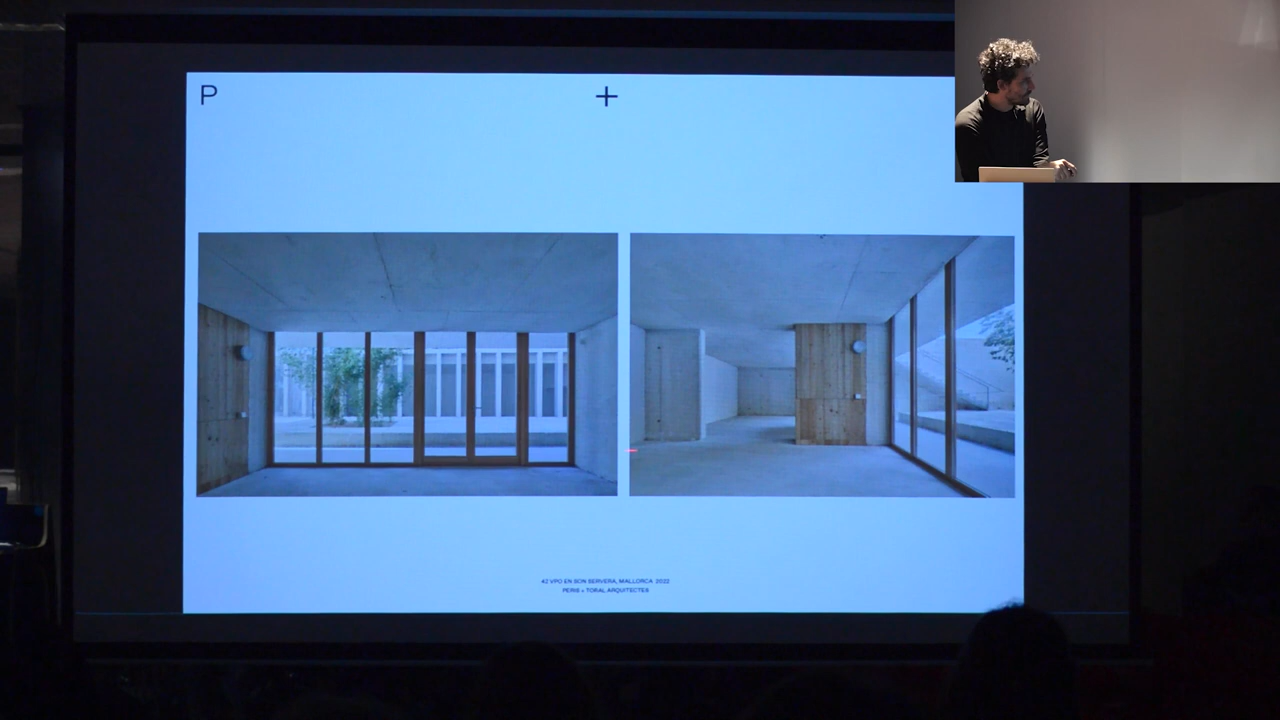 P +
42 VPO EN SON SERVERA, MALLORCA 2022
PERIS + TORAL ARQUITECTES